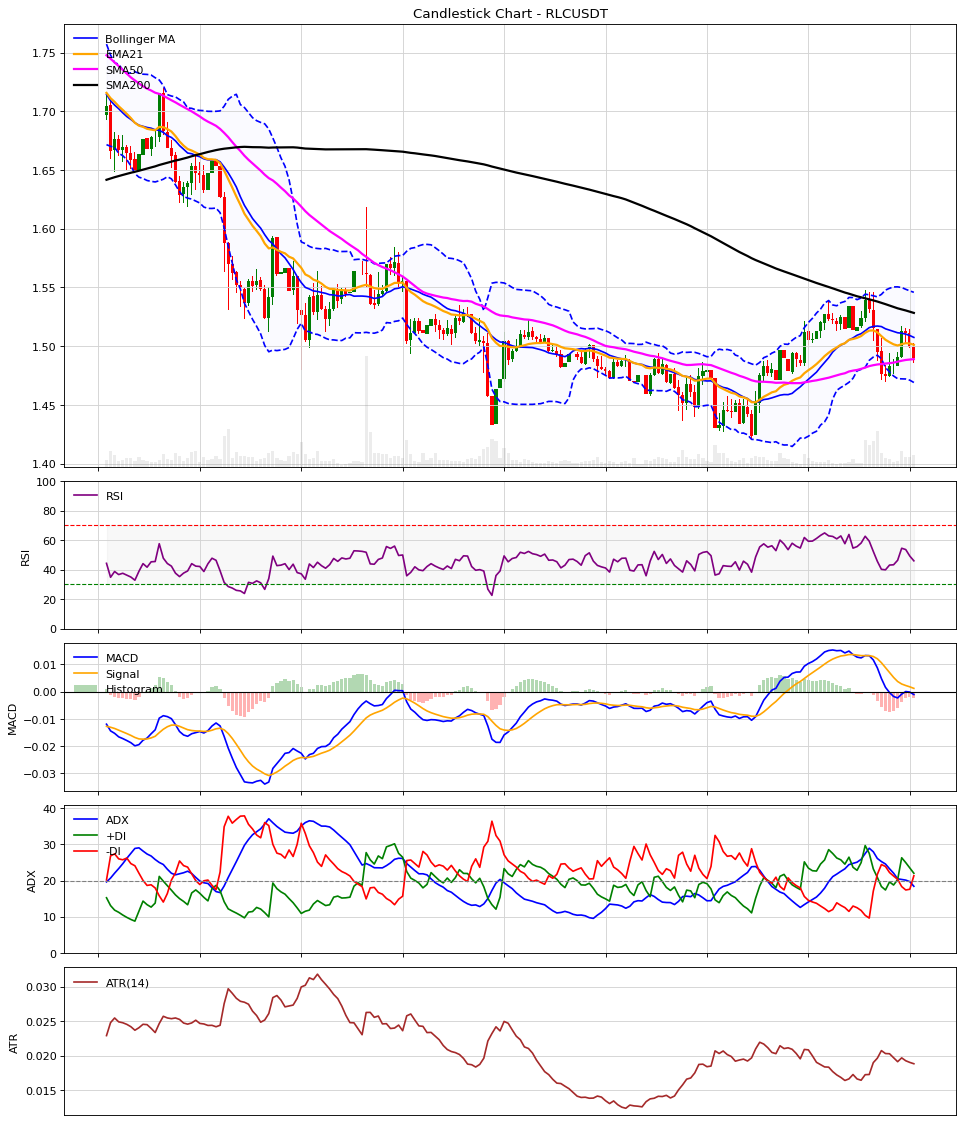 Candlestick Chart - RLCUSDT
Bollinger MA
EMA21
SMA50
SMA200
1.75
1.70
1.65
1.60
1.55
1.50
1.45
1.40
RSI
RSI
100
80
60
40
20
0
MACD
Signal
Histogram
MACD
0.01
0.00
−0.01
−0.02
−0.03
ADX
+DI
-DI
ADX
40
30
20
10
0
ATR(14)
ATR
0.030
0.025
0.020
0.015